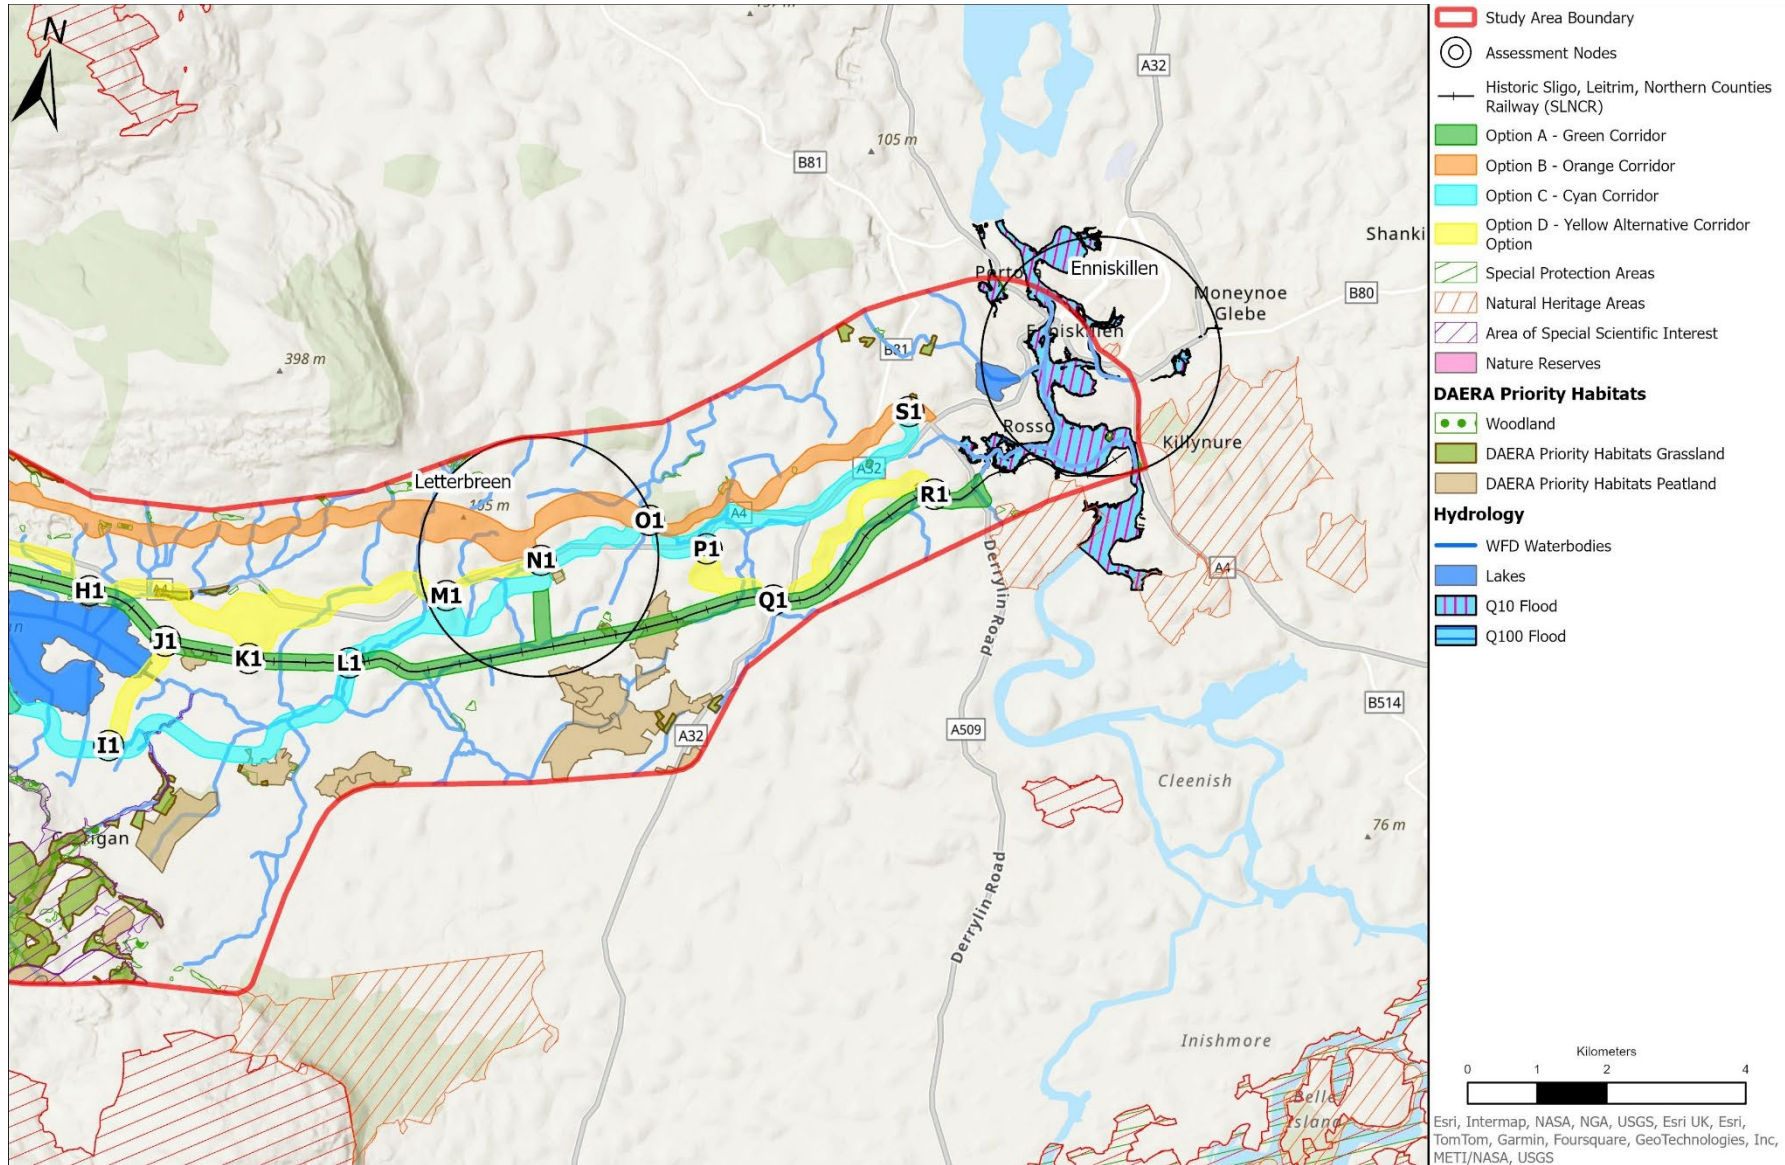 N
A32
105 m
B81
Shanki
Enniskillen
Moneynoe
Glebe
B80
Enniskillen
B81
398 m
S1
Killynure
A32
Letterbreen
105 m
R1
O1
A4
P1
N1
Derrylin Road
A4
H1
A4
M1
Q1
J1
K1
L1
B514
A32
A509
I1
Cleenish
76 m
Derrylin Road
Inishmore
Belle
Island
Study Area Boundary
Assessment Nodes
Historic Sligo, Leitrim, Northern Counties
Railway (SLNCR)
Option A - Green Corridor
Option B - Orange Corridor
Option C - Cyan Corridor
Option D - Yellow Alternative Corridor
Option
Special Protection Areas
Natural Heritage Areas
Area of Special Scientific Interest
Nature Reserves
DAERA Priority Habitats
Woodland
DAERA Priority Habitats Grassland
DAERA Priority Habitats Peatland
Hydrology
WFD Waterbodies
Lakes
Q10 Flood
Q100 Flood
Kilometers
0 1 2 4
Esri, Intermap, NASA, NGA, USGS, Esri UK, Esri,
TomTom, Garmin, Foursquare, GeoTechnologies, Inc,
METI/NASA, USGS